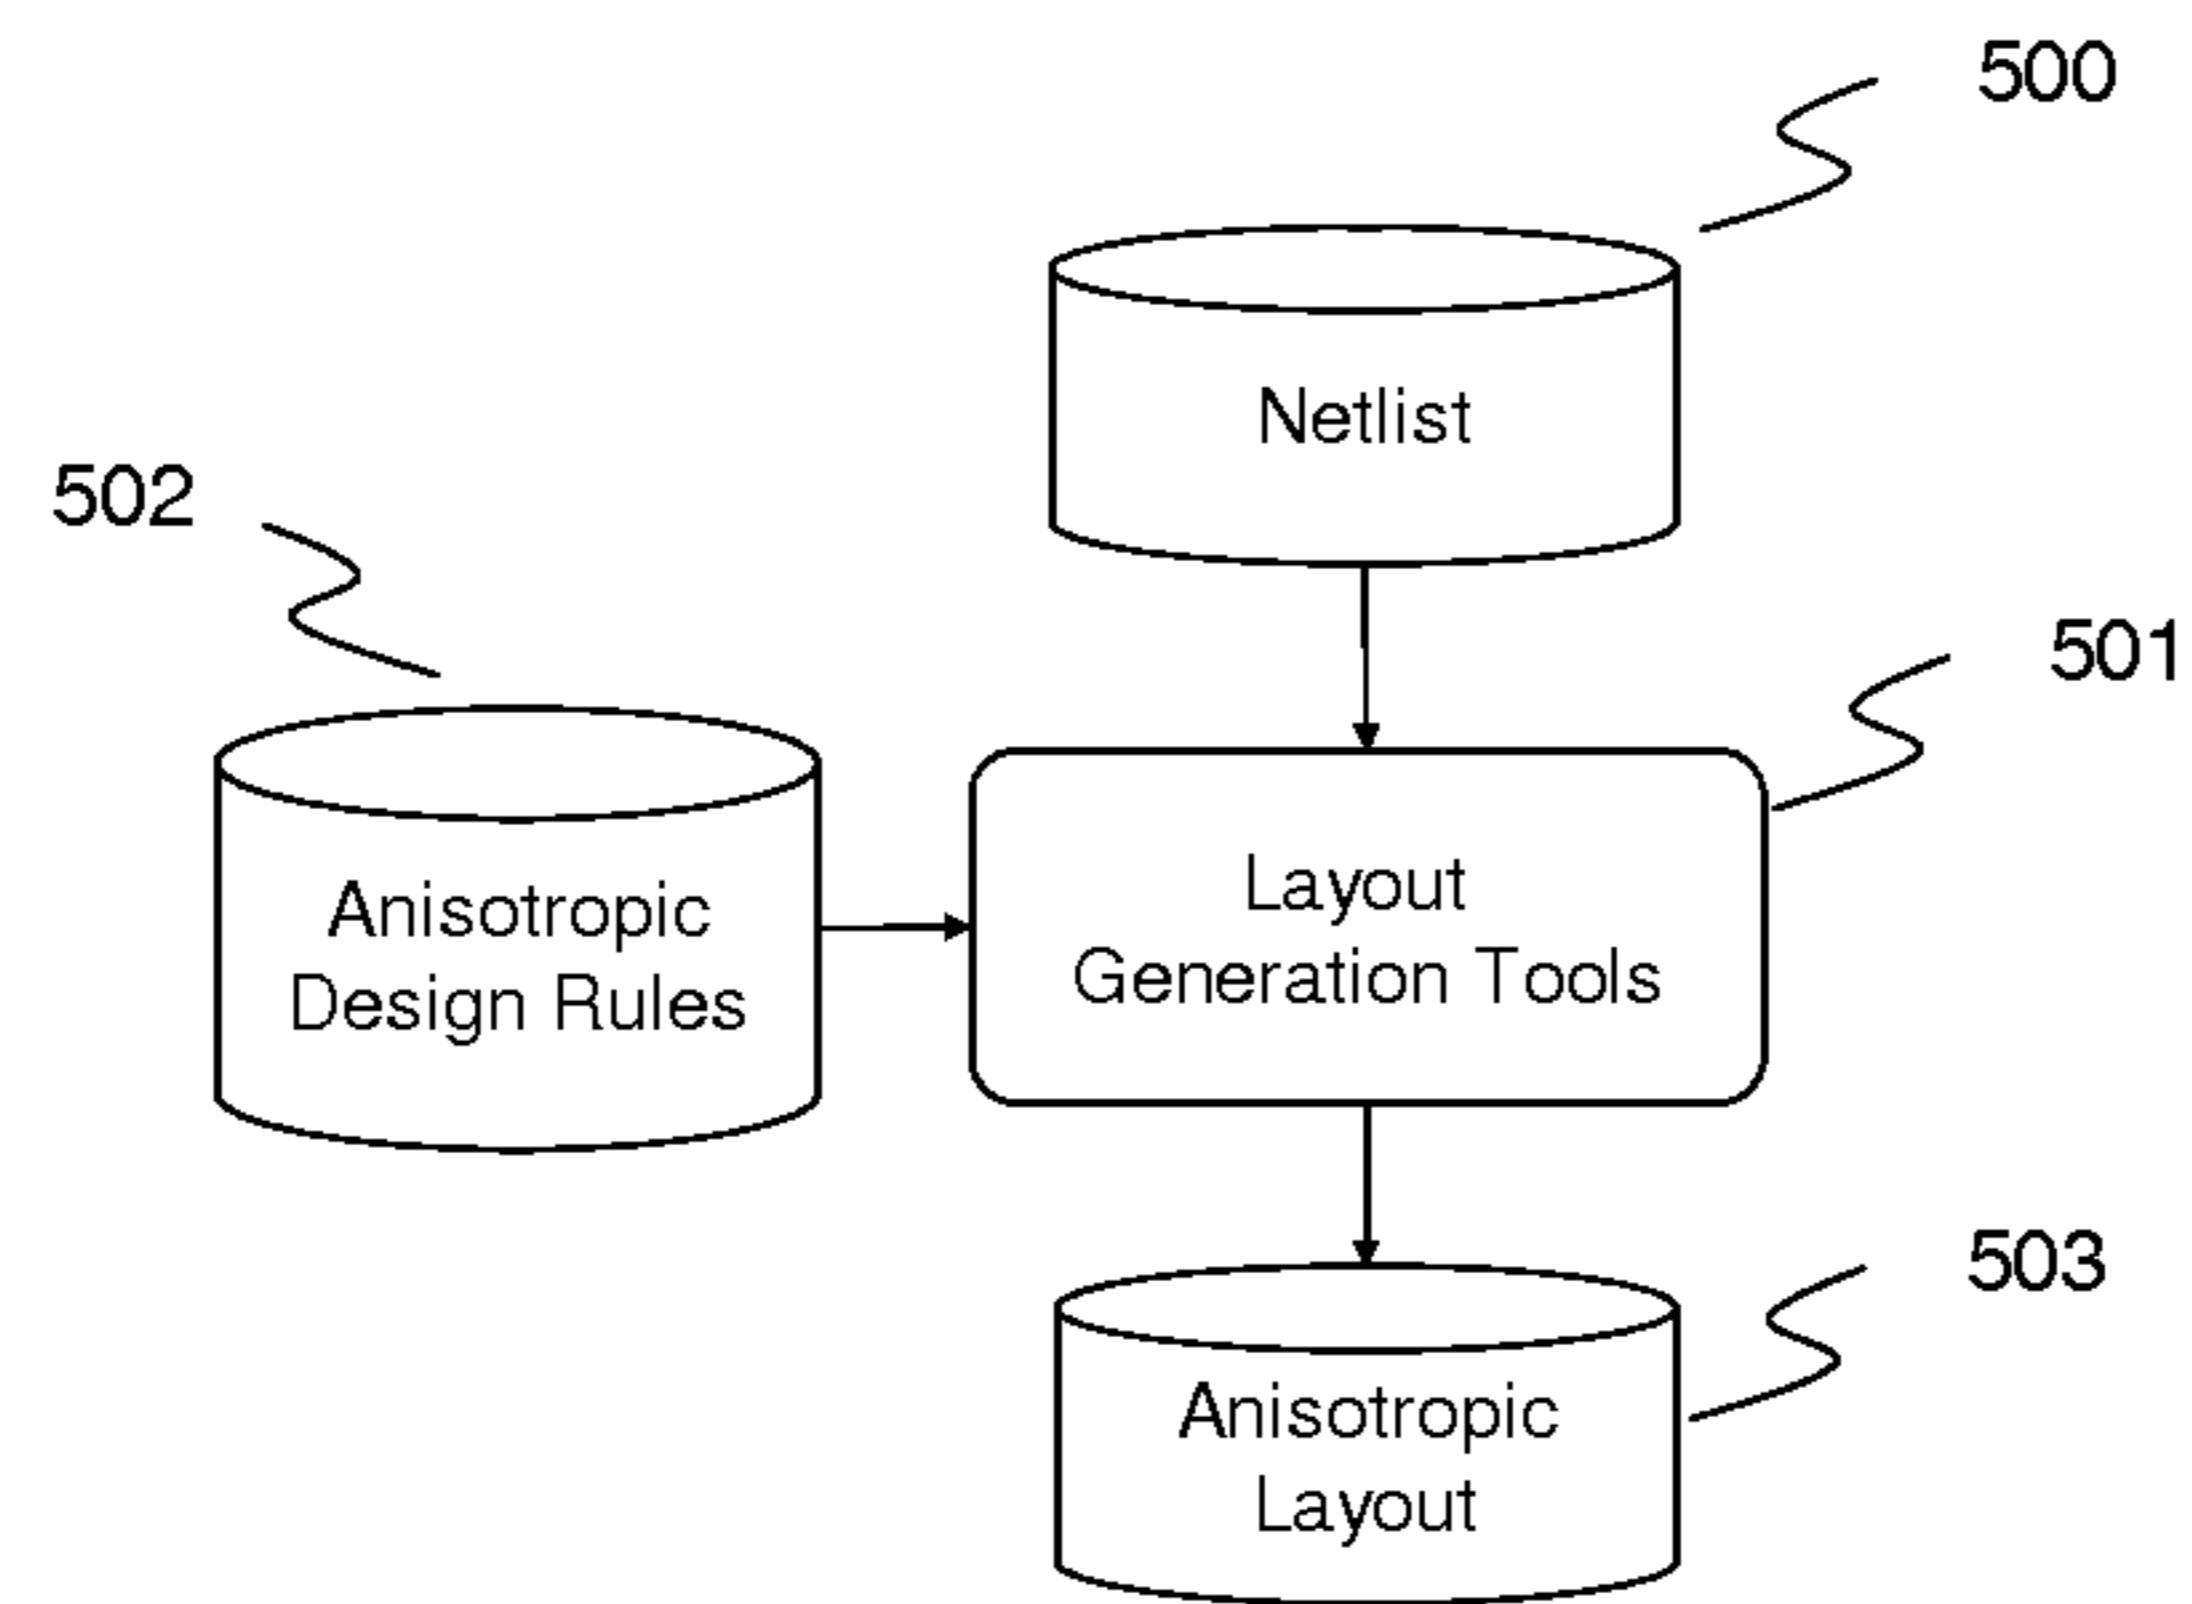 500
Netlist
502
501
Anisotropic
Design Rules
Layout
Generation Tools
503
Anisotropic
Layout